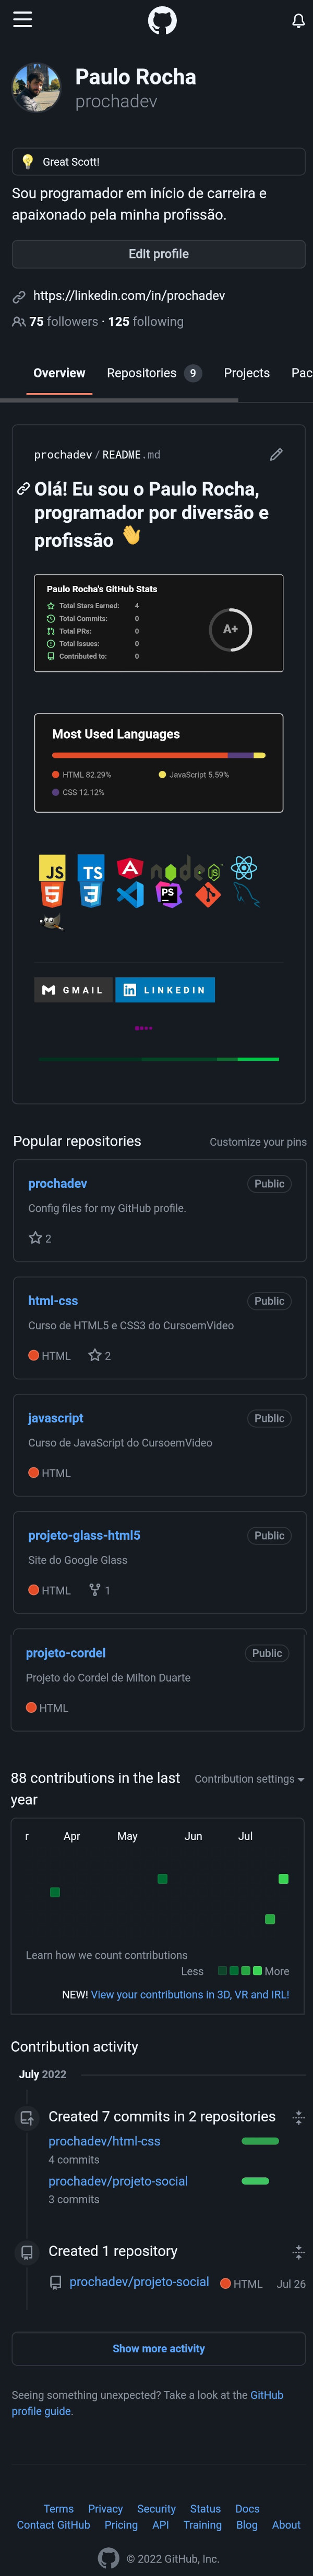 Paulo Rocha
prochadev
Great Scott!
Sou programador em início de carreira e
apaixonado pela minha profissão.
Edit profile
https://linkedin.com/in/prochadev
75 followers · 125 following
Overview Repositories 9 Projects Pac
prochadev / README.md
Olá! Eu sou o Paulo Rocha,
programador por diversão e
profissão 👋
Paulo Rocha's GitHub Stats
Total Stars Earned: 4
Total Commits: 0
Total PRs: 0
Total Issues: 0
Contributed to: 0
A+
Most Used Languages
HTML 82.29% JavaScript 5.59%
CSS 12.12%
JS TS node JS
5 3 PS
GMAIL LINKEDIN
Popular repositories Customize your pins
prochadev Public
Config files for my GitHub profile.
2
html-css Public
Curso de HTML5 e CSS3 do CursoemVideo
HTML 2
javascript Public
Curso de JavaScript do CursoemVideo
HTML
projeto-glass-html5 Public
Site do Google Glass
HTML 1
projeto-cordel Public
Projeto do Cordel de Milton Duarte
HTML
88 contributions in the last Contribution settings
year
r Apr May Jun Jul
Learn how we count contributions
Less More
NEW! View your contributions in 3D, VR and IRL!
Contribution activity
July 2022
Created 7 commits in 2 repositories
prochadev/html-css
4 commits
prochadev/projeto-social
3 commits
Created 1 repository
prochadev/projeto-social HTML Jul 26
Show more activity
Seeing something unexpected? Take a look at the GitHub
profile guide.
Terms Privacy Security Status Docs
Contact GitHub Pricing API Training Blog About
© 2022 GitHub, Inc.